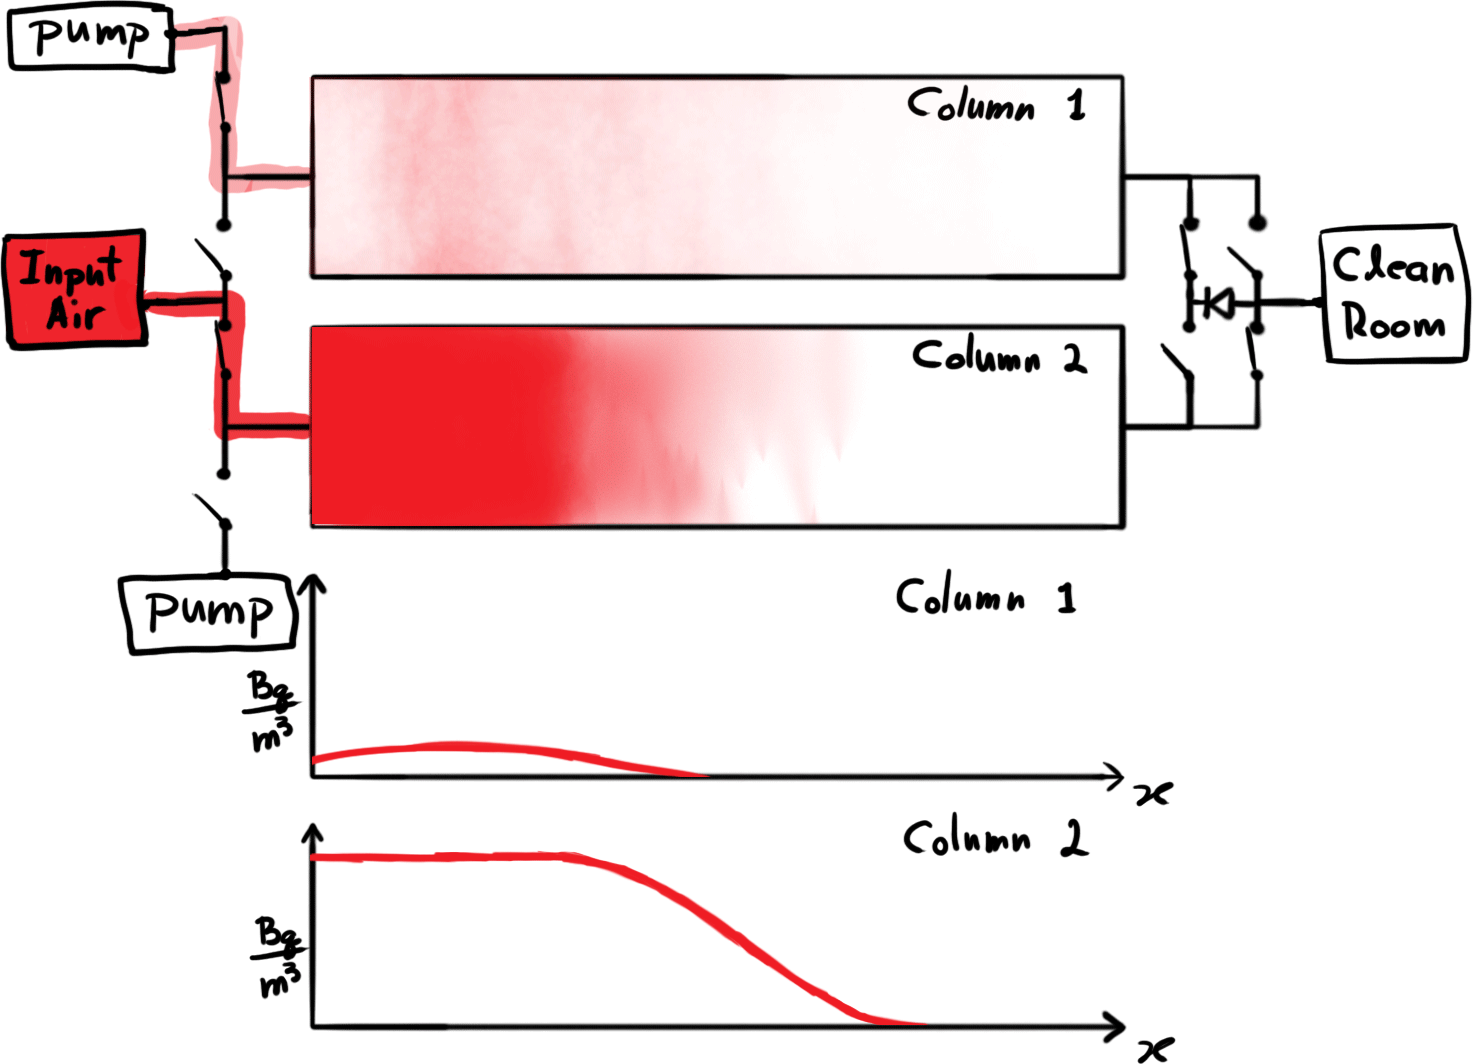 Pump
Column 1
Input
Air
Clean
Room
Column 2
Pump
Column 1
Bq
m³
x
Column 2
Bq
m³
x